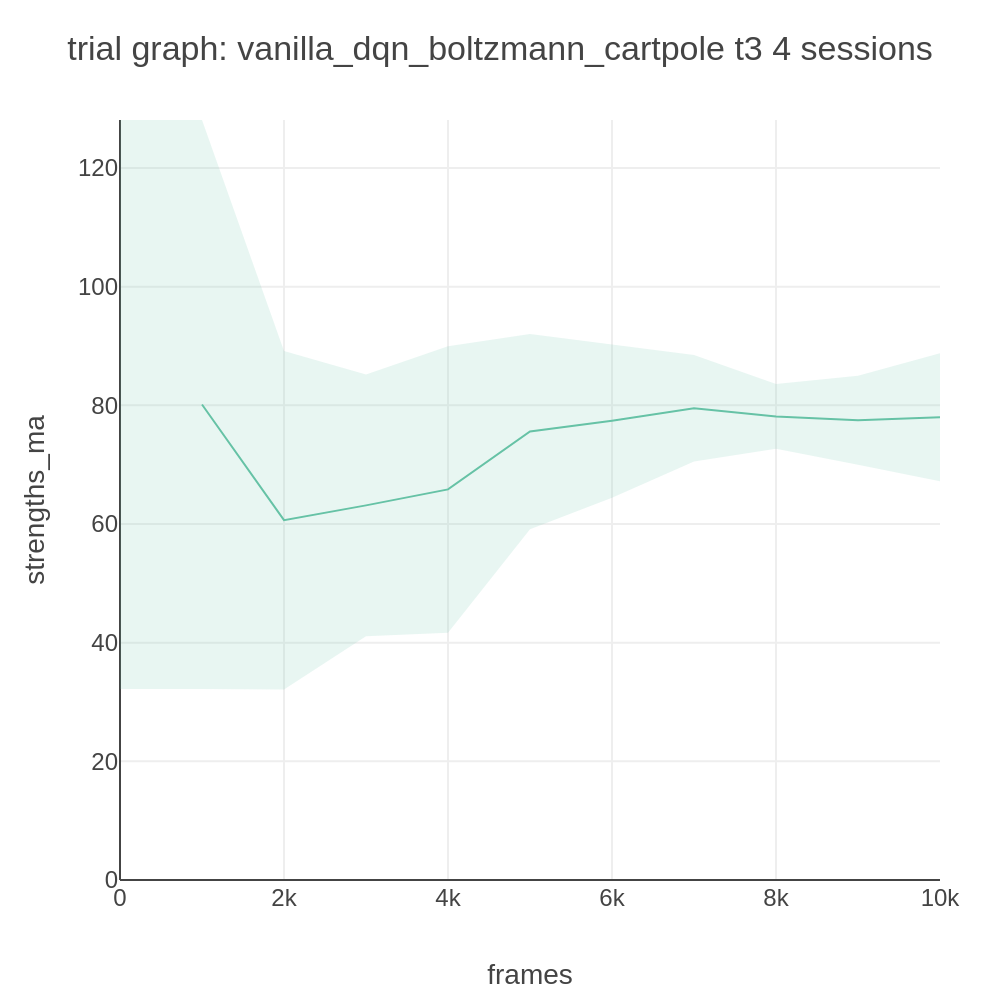 trial graph: vanilla_dqn_boltzmann_cartpole t3 4 sessions
120
100
80
60
40
20
0
strengths_ma
0 2k 4k 6k 8k 10k
frames